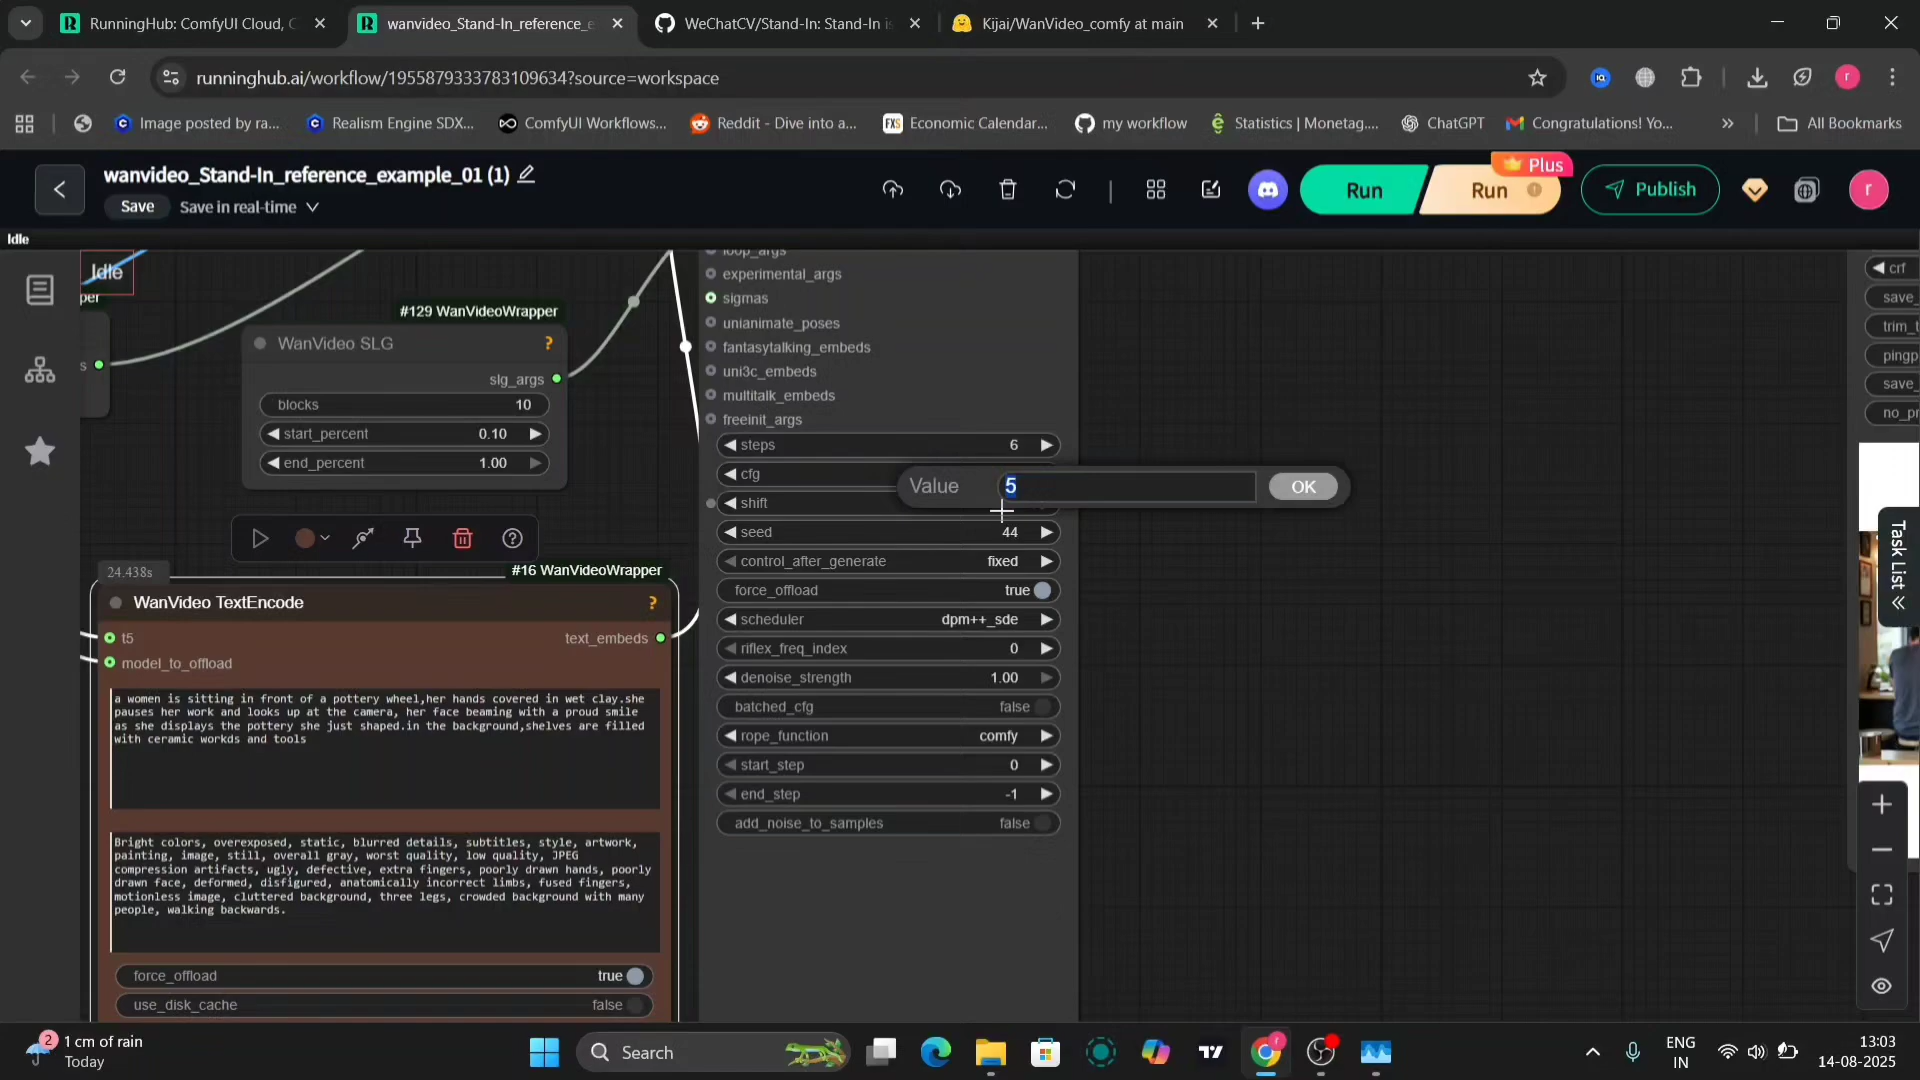 RunningHub: ComfyUI Cloud, C
wanvideo_Stand-In_reference_e
WeChatCV/Stand-In: Stand-In is
Kijai/WanVideo_comfy at main
runninghub.ai/workflow/1955879333783109634?source=workspace
Image posted by ra...
Realism Engine SDX...
ComfyUI Workflows...
Reddit - Dive into a...
Economic Calendar...
my workflow
Statistics | Monetag....
ChatGPT
Congratulations! Yo...
All Bookmarks
wanvideo_Stand-In_reference_example_01 (1)
Save
Save in real-time
Run
Run
Plus
Publish
r
Idle
Idle
per
s
#129 WanVideoWrapper
WanVideo SLG
?
slg_args
blocks 10
start_percent 0.10
end_percent 1.00
loop_args
experimental_args
sigmas
unianimate_poses
fantasytalking_embeds
uni3c_embeds
multitalk_embeds
freeinit_args
steps 6
cfg
Value 5 OK
shift
seed 44
control_after_generate fixed
force_offload true
scheduler dpm++_sde
riflex_freq_index 0
denoise_strength 1.00
batched_cfg false
rope_function comfy
start_step 0
end_step -1
add_noise_to_samples false
24.438s
#16 WanVideoWrapper
WanVideo TextEncode
?
t5
text_embeds
model_to_offload
a women is sitting in front of a pottery wheel,her hands covered in wet clay.she
pauses her work and looks up at the camera, her face beaming with a proud smile
as she displays the pottery she just shaped.in the background,shelves are filled
with ceramic workds and tools
Bright colors, overexposed, static, blurred details, subtitles, style, artwork,
painting, image, still, overall gray, worst quality, low quality, JPEG
compression artifacts, ugly, defective, extra fingers, poorly drawn hands, poorly
drawn face, deformed, disfigured, anatomically incorrect limbs, fused fingers,
motionless image, cluttered background, three legs, crowded background with many
people, walking backwards.
force_offload true
use_disk_cache false
crf
save_
trim_t
pingp
save_
no_pr
Task List
2
1 cm of rain
Today
Search
ENG
IN
13:03
14-08-2025